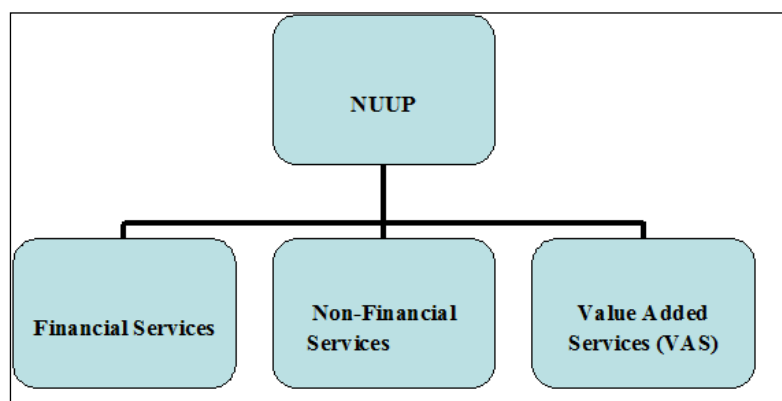 NUUP
Financial Services
Non-Financial
Services
Value Added
Services (VAS)